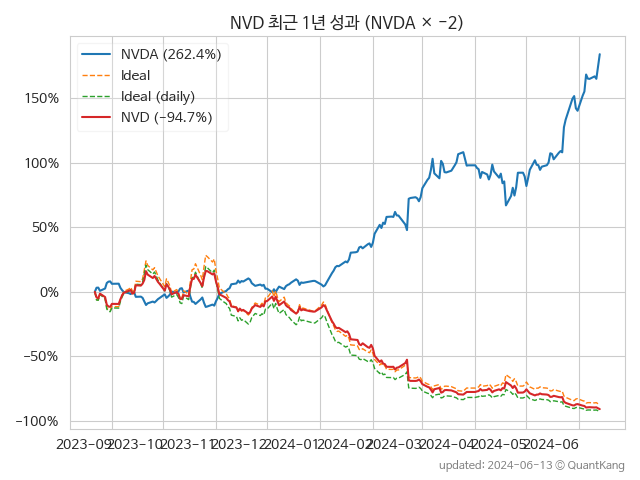 NVD 최근 1년 성과 (NVDA × −2)
NVDA (262.4%)
Ideal
Ideal (daily)
NVD (−94.7%)
150%
100%
50%
0%
−50%
−100%
2023-09 2023-10 2023-11 2023-12 2024-01 2024-02 2024-03 2024-04 2024-05 2024-06
updated: 2024-06-13 © QuantKang